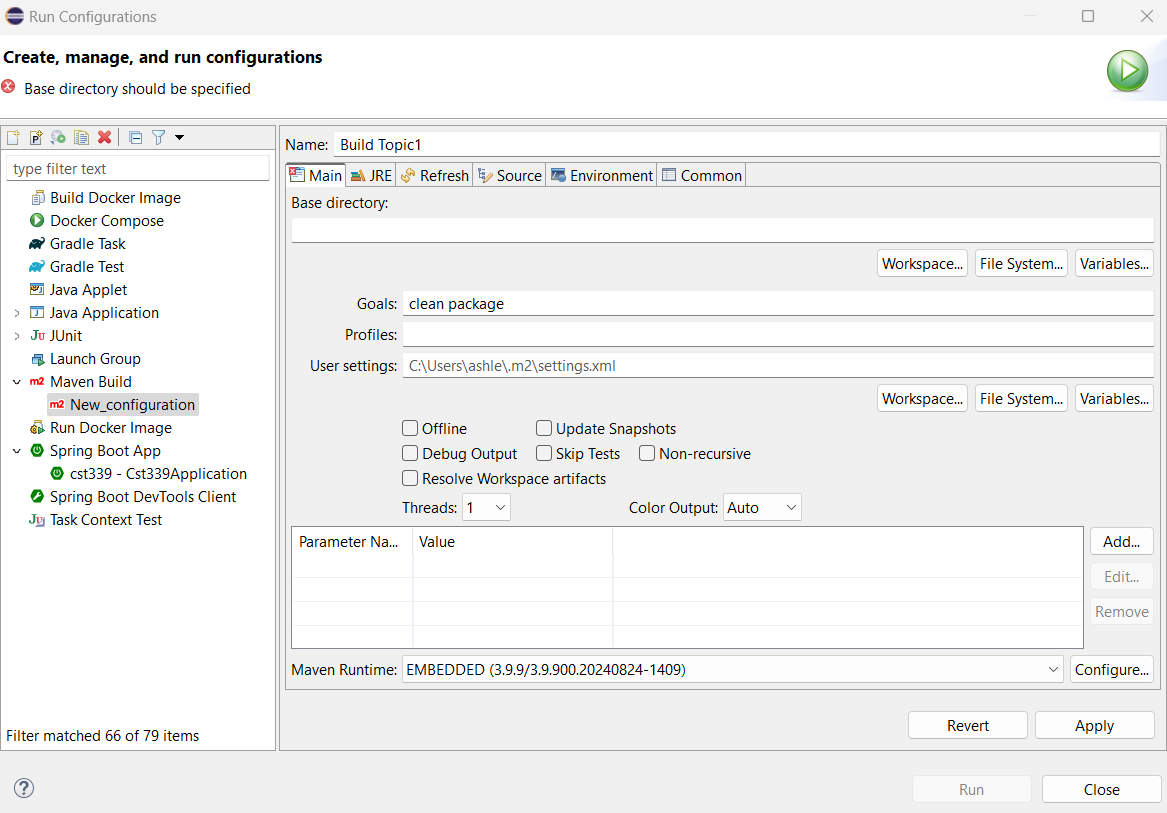 Run Configurations
Create, manage, and run configurations
Base directory should be specified
type filter text
Build Docker Image
Docker Compose
Gradle Task
Gradle Test
Java Applet
Java Application
Ju JUnit
Launch Group
m2 Maven Build
m2 New_configuration
Run Docker Image
Spring Boot App
cst339 - Cst339Application
Spring Boot DevTools Client
Ju Task Context Test
Filter matched 66 of 79 items
Name: Build Topic1
Main JRE Refresh Source Environment Common
Base directory:
Workspace... File System... Variables...
Goals: clean package
Profiles:
User settings: C:\Users\ashle\.m2\settings.xml
Workspace... File System... Variables...
Offline Update Snapshots
Debug Output Skip Tests Non-recursive
Resolve Workspace artifacts
Threads: 1 Color Output: Auto
Parameter Na... Value
Add...
Edit...
Remove
Maven Runtime: EMBEDDED (3.9.9/3.9.900.20240824-1409) Configure...
Revert Apply
? Run Close